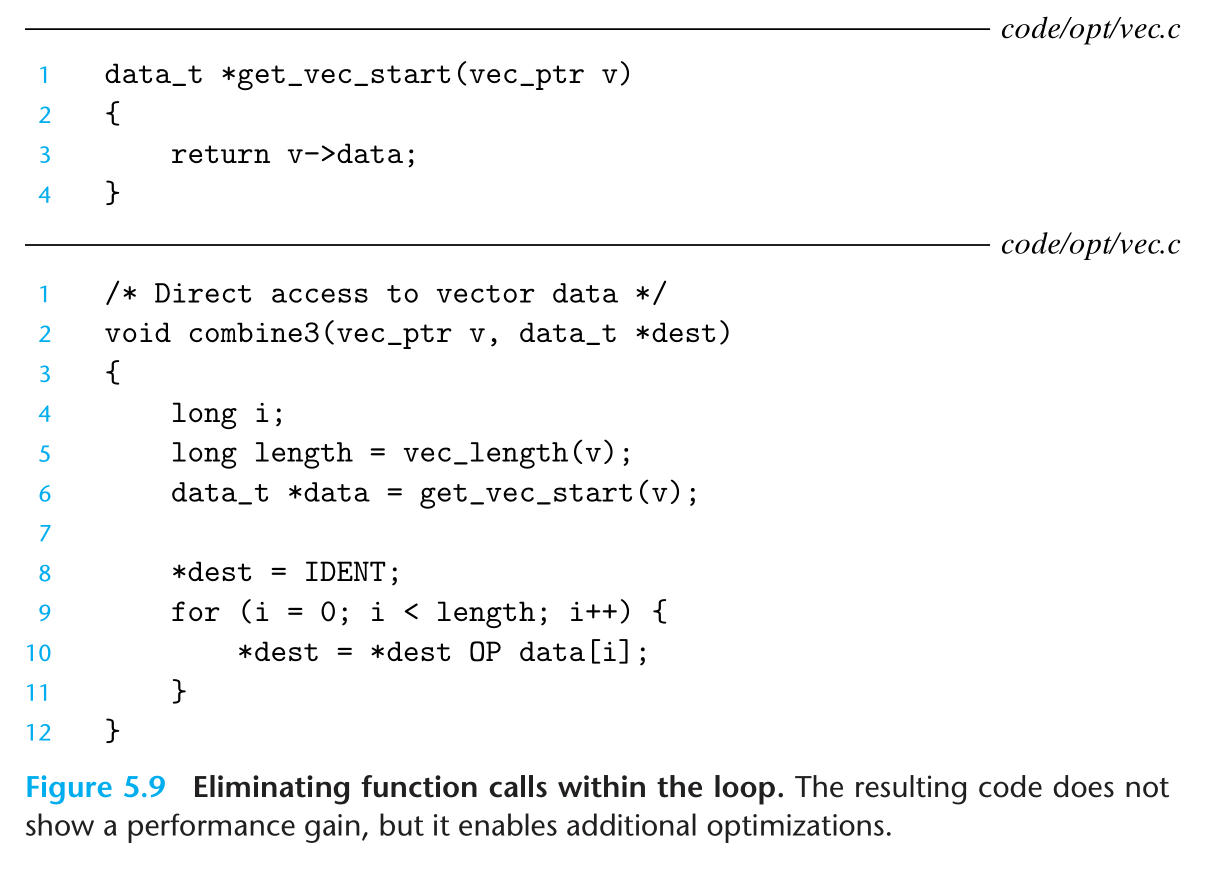 code/opt/vec.c
1 data_t *get_vec_start(vec_ptr v)
2 {
3     return v->data;
4 }
code/opt/vec.c
1 /* Direct access to vector data */
2 void combine3(vec_ptr v, data_t *dest)
3 {
4     long i;
5     long length = vec_length(v);
6     data_t *data = get_vec_start(v);
7
8     *dest = IDENT;
9     for (i = 0; i < length; i++) {
10         *dest = *dest OP data[i];
11     }
12 }
Figure 5.9 Eliminating function calls within the loop. The resulting code does not
show a performance gain, but it enables additional optimizations.